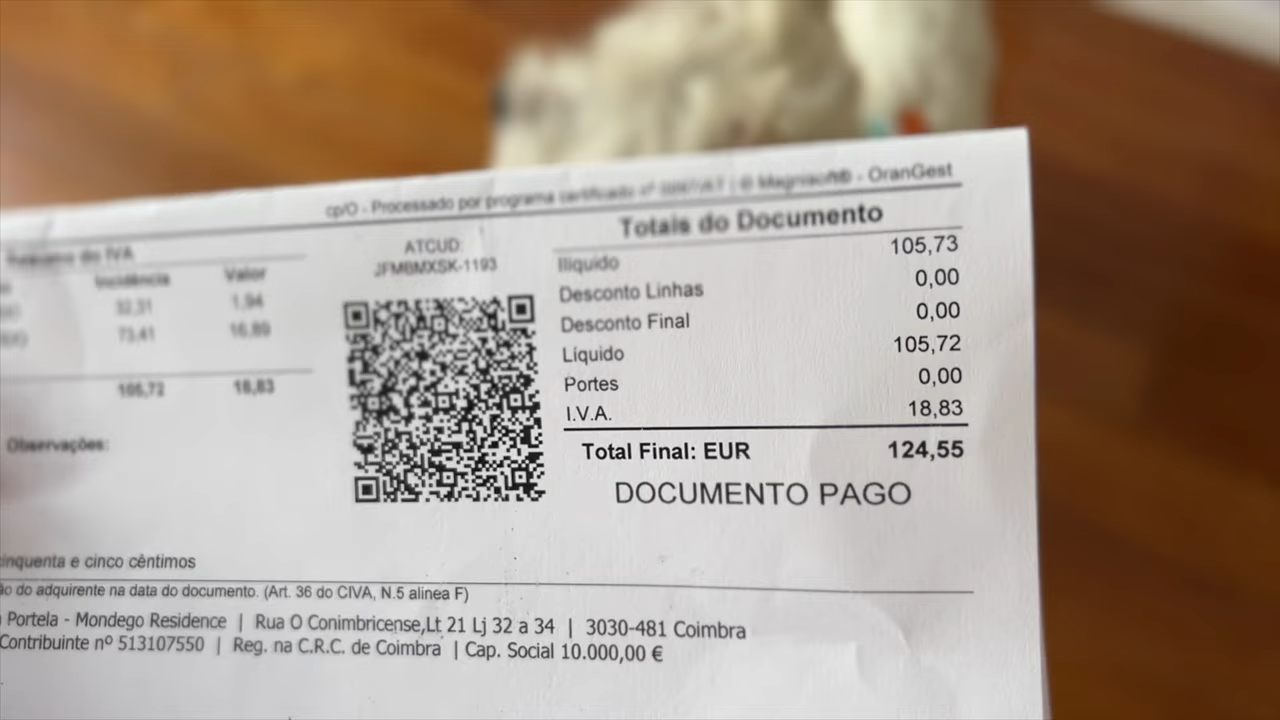 cp/O - Processado por programa certificado nº | © Magnisoft® - OranGest
Resumo do IVA
Incidência Valor
32,31 1,94
73,41 16,89
105,72 18,83
Observações:
ATCUD:
JFMBMXSK-1193
Totais do Documento
Ilíquido 105,73
Desconto Linhas 0,00
Desconto Final 0,00
Líquido 105,72
Portes 0,00
I.V.A. 18,83
Total Final: EUR 124,55
DOCUMENTO PAGO
cinquenta e cinco cêntimos
do adquirente na data do documento. (Art. 36 do CIVA, N.5 alinea F)
Portela - Mondego Residence | Rua O Conimbricense,Lt 21 Lj 32 a 34 | 3030-481 Coimbra
Contribuinte nº 513107550 | Reg. na C.R.C. de Coimbra | Cap. Social 10.000,00 €